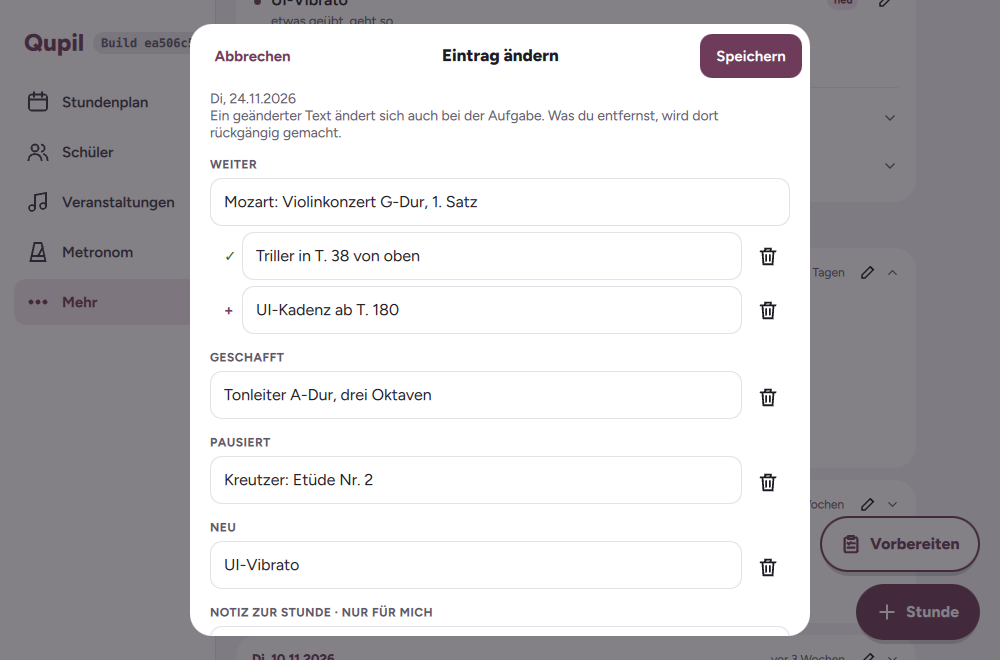 UI-Vibrato
neu
etwas geübt, geht so
Qupil
Build ea506c5
Stundenplan
Schüler
Veranstaltungen
Metronom
Mehr
Abbrechen
Eintrag ändern
Speichern
Di, 24.11.2026
Ein geänderter Text ändert sich auch bei der Aufgabe. Was du entfernst, wird dort
rückgängig gemacht.
WEITER
Mozart: Violinkonzert G-Dur, 1. Satz
✓ Triller in T. 38 von oben
+ UI-Kadenz ab T. 180
GESCHAFFT
Tonleiter A-Dur, drei Oktaven
PAUSIERT
Kreutzer: Etüde Nr. 2
NEU
UI-Vibrato
NOTIZ ZUR STUNDE · NUR FÜR MICH
Tagen
Vorbereiten
+ Stunde
Di, 10.11.2026
vor 3 Wochen